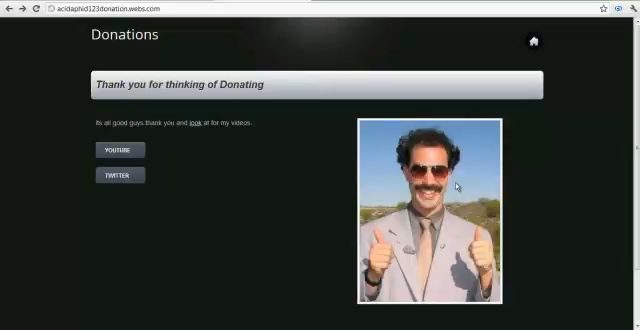 acidaphid123donation.webs.com
Donations
Thank you for thinking of Donating
Its all good guys thank you and look at for my videos.
YOUTUBE
TWITTER